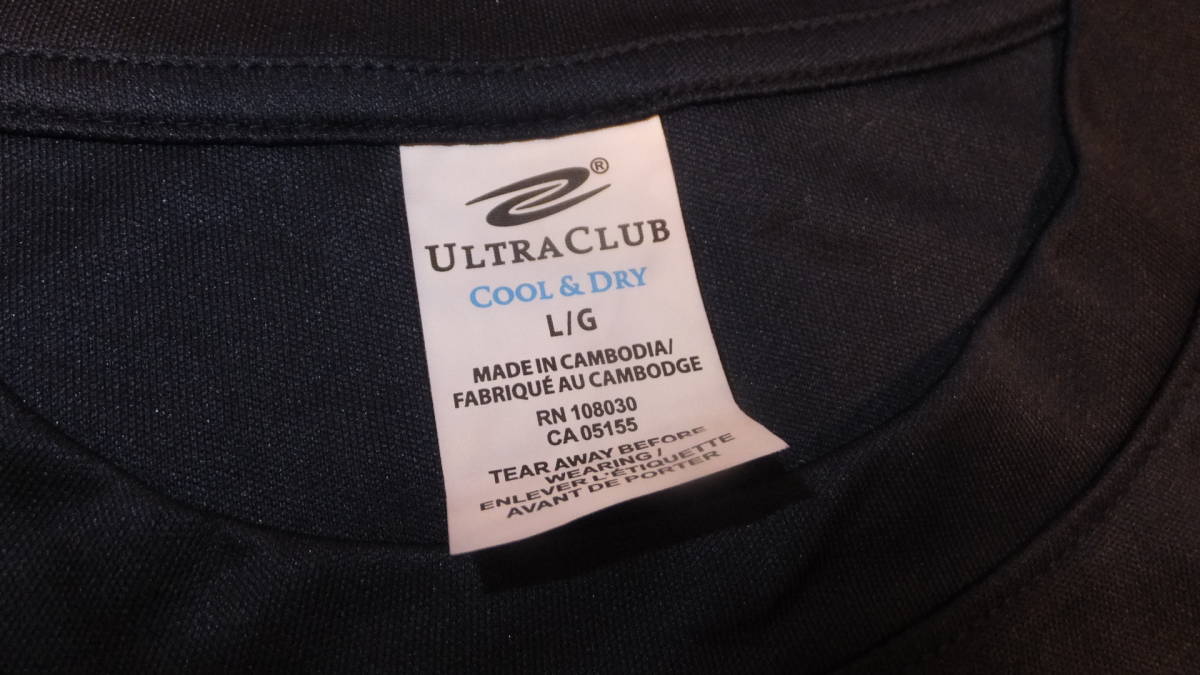 ®
ULTRACLUB
COOL & DRY
L/G
MADE IN CAMBODIA/
FABRIQUÉ AU CAMBODGE
RN 108030
CA 05155
TEAR AWAY BEFORE
WEARING /
ENLEVER L'ÉTIQUETTE
AVANT DE PORTER